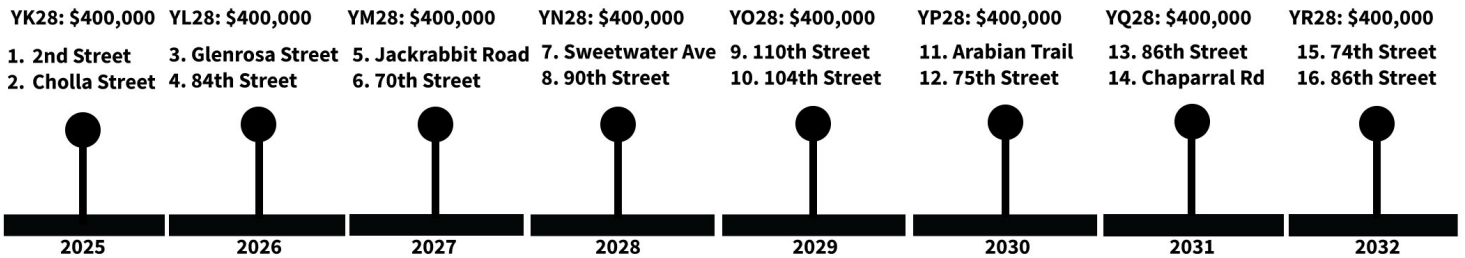 YK28: $400,000
1. 2nd Street
2. Cholla Street
2025
YL28: $400,000
3. Glenrosa Street
4. 84th Street
2026
YM28: $400,000
5. Jackrabbit Road
6. 70th Street
2027
YN28: $400,000
7. Sweetwater Ave
8. 90th Street
2028
YO28: $400,000
9. 110th Street
10. 104th Street
2029
YP28: $400,000
11. Arabian Trail
12. 75th Street
2030
YQ28: $400,000
13. 86th Street
14. Chaparral Rd
2031
YR28: $400,000
15. 74th Street
16. 86th Street
2032